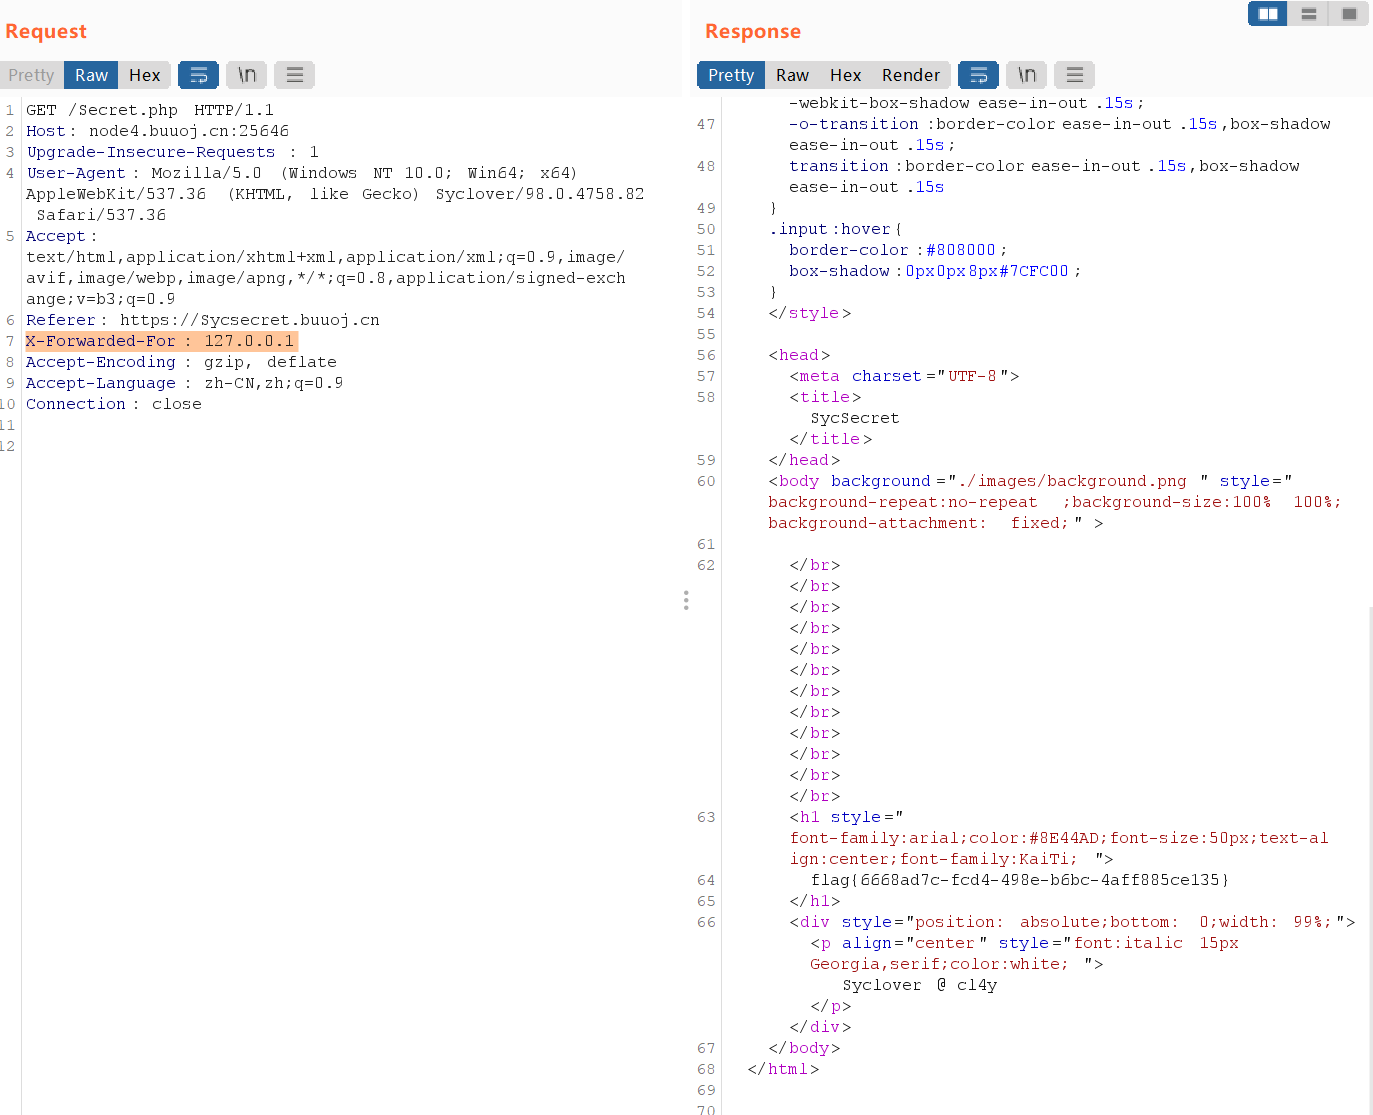 Request
Pretty Raw Hex \n
1 GET /Secret.php HTTP/1.1
2 Host: node4.buuoj.cn:25646
3 Upgrade-Insecure-Requests : 1
4 User-Agent : Mozilla/5.0 (Windows NT 10.0; Win64; x64)
AppleWebKit/537.36 (KHTML, like Gecko) Syclover/98.0.4758.82
Safari/537.36
5 Accept :
text/html,application/xhtml+xml,application/xml;q=0.9,image/
avif,image/webp,image/apng,*/*;q=0.8,application/signed-exch
ange;v=b3;q=0.9
6 Referer : https://Sycsecret.buuoj.cn
7 X-Forwarded-For : 127.0.0.1
8 Accept-Encoding : gzip, deflate
9 Accept-Language : zh-CN,zh;q=0.9
10 Connection : close
11
12
Response
Pretty Raw Hex Render \n
-webkit-box-shadow ease-in-out .15s;
47 -o-transition :border-color ease-in-out .15s,box-shadow
ease-in-out .15s;
48 transition :border-color ease-in-out .15s,box-shadow
ease-in-out .15s
49 }
50 .input:hover{
51 border-color :#808000;
52 box-shadow:0px0px8px#7CFC00;
53 }
54 </style>
55
56 <head>
57 <meta charset="UTF-8">
58 <title>
SycSecret
</title>
59 </head>
60 <body background="./images/background.png " style="
background-repeat:no-repeat ;background-size:100% 100%;
background-attachment: fixed;" >
61
62 </br>
</br>
</br>
</br>
</br>
</br>
</br>
</br>
</br>
</br>
</br>
</br>
63 <h1 style="
font-family:arial;color:#8E44AD;font-size:50px;text-al
ign:center;font-family:KaiTi; ">
64 flag{6668ad7c-fcd4-498e-b6bc-4aff885ce135}
65 </h1>
66 <div style="position: absolute;bottom: 0;width: 99%;">
<p align="center" style="font:italic 15px
Georgia,serif;color:white; ">
Syclover @ cl4y
</p>
</div>
67 </body>
68 </html>
69
70